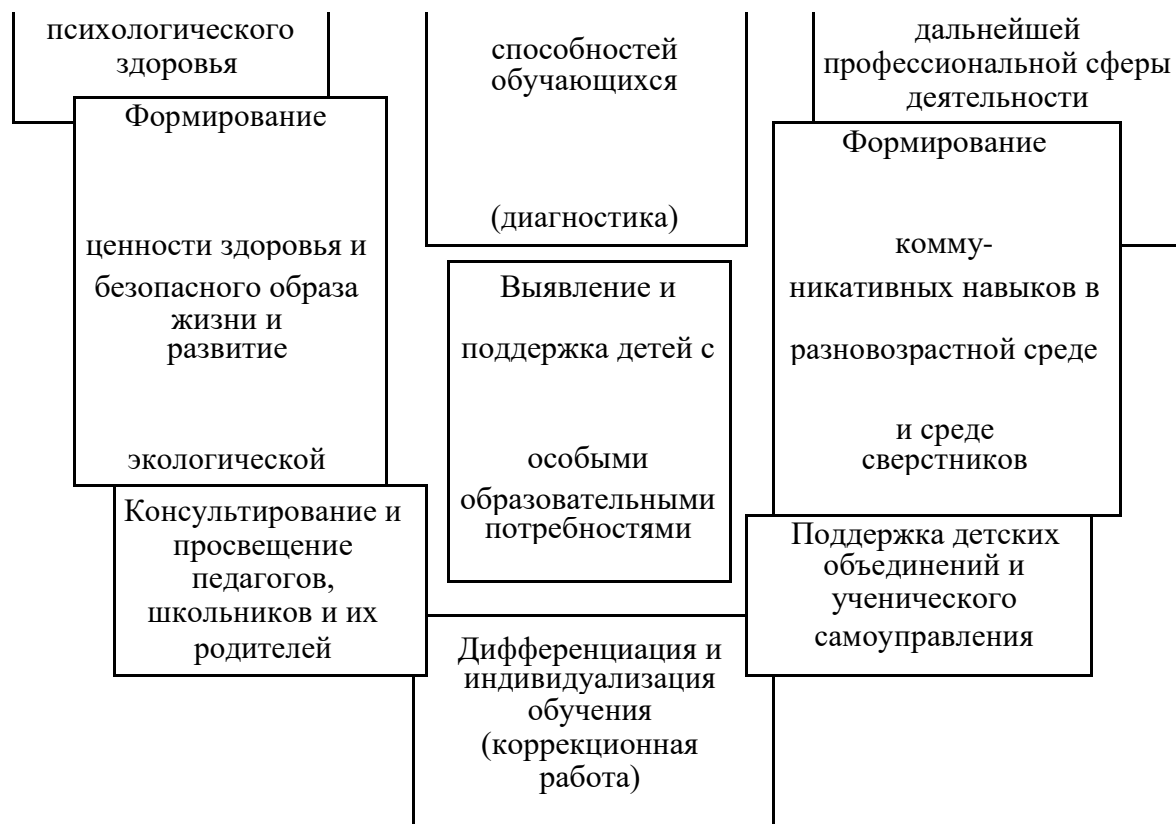 психологического
здоровья
Формирование
ценности здоровья и
безопасного образа
жизни и
развитие
экологической
Консультирование и
просвещение
педагогов,
школьников и их
родителей
способностей
обучающихся
(диагностика)
Выявление и
поддержка детей с
особыми
образовательными
потребностями
Дифференциация и
индивидуализация
обучения
(коррекционная
работа)
дальнейшей
профессиональной сферы
деятельности
Формирование
комму-
никативных навыков в
разновозрастной среде
и среде
сверстников
Поддержка детских
объединений и
ученического
самоуправления